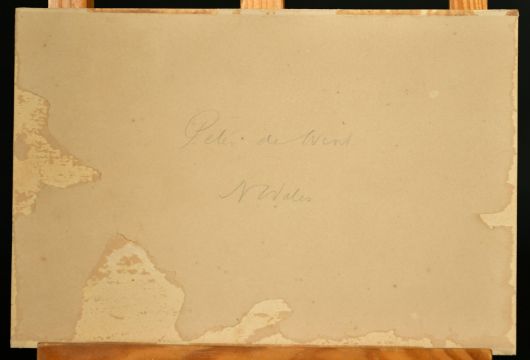 Peter de Wint
N Wales